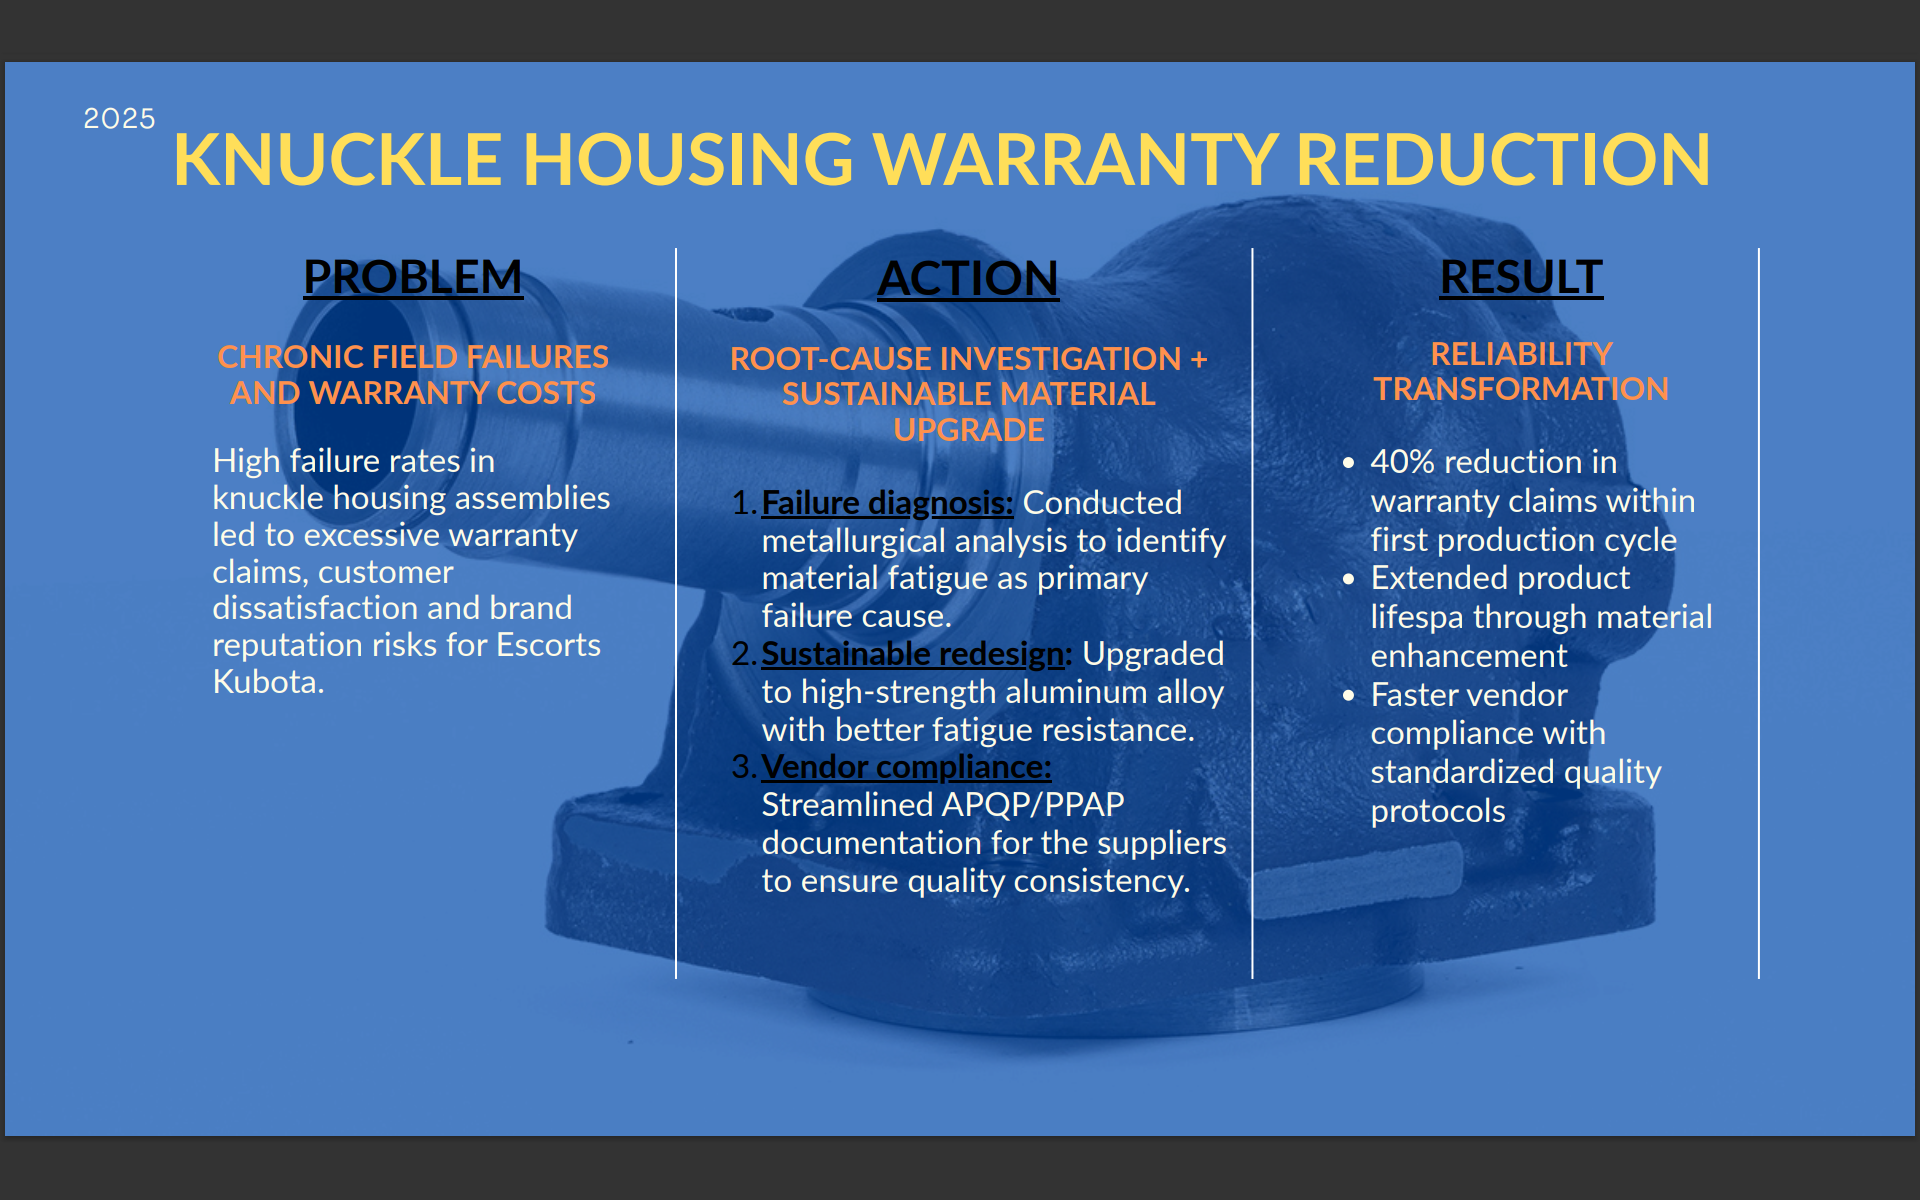 2025
KNUCKLE HOUSING WARRANTY REDUCTION
PROBLEM
CHRONIC FIELD FAILURES
AND WARRANTY COSTS
High failure rates in
knuckle housing assemblies
led to excessive warranty
claims, customer
dissatisfaction and brand
reputation risks for Escorts
Kubota.
ACTION
ROOT-CAUSE INVESTIGATION +
SUSTAINABLE MATERIAL
UPGRADE
1. Failure diagnosis: Conducted
metallurgical analysis to identify
material fatigue as primary
failure cause.
2. Sustainable redesign: Upgraded
to high-strength aluminum alloy
with better fatigue resistance.
3. Vendor compliance:
Streamlined APQP/PPAP
documentation for the suppliers
to ensure quality consistency.
RESULT
RELIABILITY
TRANSFORMATION
• 40% reduction in
warranty claims within
first production cycle
• Extended product
lifespa through material
enhancement
• Faster vendor
compliance with
standardized quality
protocols